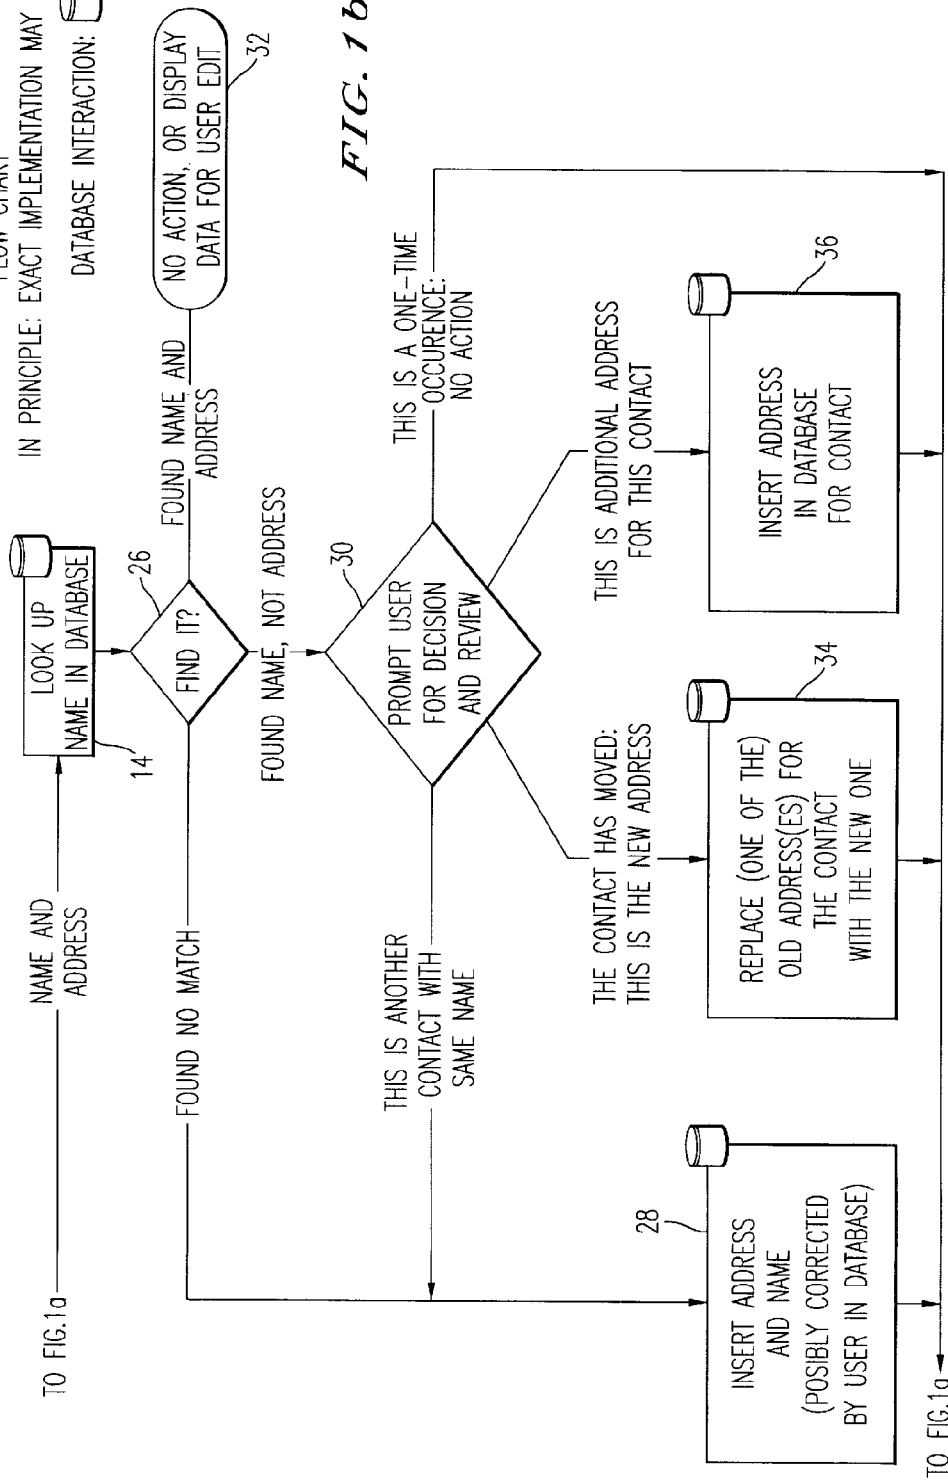 FLOW CHART
IN PRINCIPLE: EXACT IMPLEMENTATION MAY
DATABASE INTERACTION:
TO FIG.1a
NAME AND
ADDRESS
LOOK UP
NAME IN DATABASE
14
FIND IT?
26
FOUND NO MATCH
FOUND NAME AND
ADDRESS
NO ACTION, OR DISPLAY
DATA FOR USER EDIT
32
FOUND NAME, NOT ADDRESS
FIG. 1b
PROMPT USER
FOR DECISION
AND REVIEW
30
THIS IS ANOTHER
CONTACT WITH
SAME NAME
THIS IS A ONE-TIME
OCCURENCE:
NO ACTION
THE CONTACT HAS MOVED:
THIS IS THE NEW ADDRESS
THIS IS ADDITIONAL ADDRESS
FOR THIS CONTACT
28
INSERT ADDRESS
AND NAME
(POSIBLY CORRECTED
BY USER IN DATABASE)
REPLACE (ONE OF THE)
OLD ADDRESS(ES) FOR
THE CONTACT
WITH THE NEW ONE
34
INSERT ADDRESS
IN DATABASE
FOR CONTACT
36
TO FIG.1a